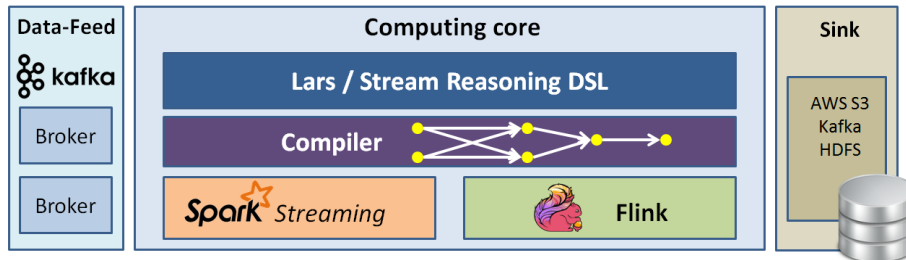 Data-Feed
kafka
Broker
Broker
Computing core
Lars / Stream Reasoning DSL
Compiler
Spark Streaming
Flink
Sink
AWS S3
Kafka
HDFS